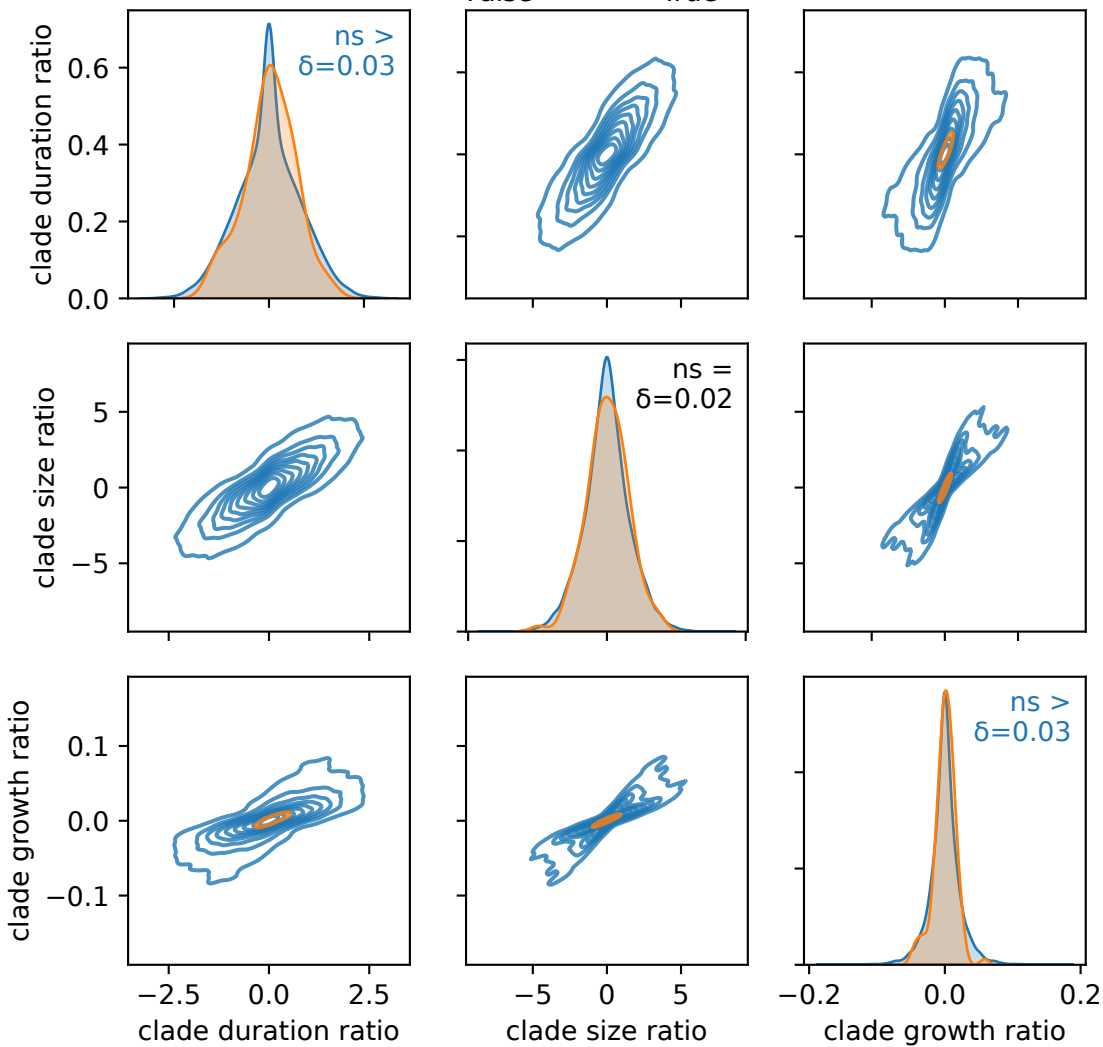 ns >
δ=0.03
clade duration ratio
0.6
0.4
0.2
0.0
ns =
δ=0.02
clade size ratio
5
0
−5
ns >
δ=0.03
clade growth ratio
0.1
0.0
−0.1
−2.5 0.0 2.5
−5 0 5
−0.2 0.0 0.2
clade duration ratio
clade size ratio
clade growth ratio